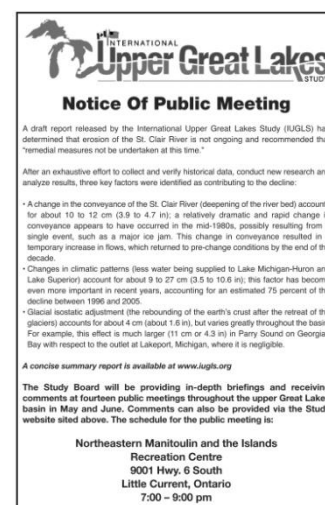 INTERNATIONAL
Upper Great Lakes
STUDY
Notice Of Public Meeting
A draft report released by the International Upper Great Lakes Study (IUGLS) ha
determined that erosion of the St. Clair River is not ongoing and recommended tha
"remedial measures not be undertaken at this time."
After an exhaustive effort to collect and verify historical data, conduct new research an
analyze results, three key factors were identified as contributing to the decline:
• A change in the conveyance of the St. Clair River (deepening of the river bed) account
for about 10 to 12 cm (3.9 to 4.7 in); a relatively dramatic and rapid change i
conveyance appears to have occurred in the mid-1980s, possibly resulting from
single event, such as a major ice jam. This change in conveyance resulted in
temporary increase in flows, which returned to pre-change conditions by the end of th
decade.
• Changes in climatic patterns (less water being supplied to Lake Michigan-Huron an
Lake Superior) account for about 9 to 27 cm (3.5 to 10.6 in); this factor has becom
even more important in recent years, accounting for an estimated 75 percent of th
decline between 1996 and 2005.
• Glacial isostatic adjustment (the rebounding of the earth's crust after the retreat of th
glaciers) accounts for about 4 cm (about 1.6 in), but varies greatly throughout the basi
For example, this effect is much larger (11 cm or 4.3 in) in Parry Sound on Georgia
Bay with respect to the outlet at Lakeport, Michigan, where it is negligible.
A concise summary report is available at www.iugls.org
The Study Board will be providing in-depth briefings and receivin
comments at fourteen public meetings throughout the upper Great Lake
basin in May and June. Comments can also be provided via the Stud
website sited above. The schedule for the public meeting is:
Northeastern Manitoulin and the Islands
Recreation Centre
9001 Hwy. 6 South
Little Current, Ontario
7:00 – 9:00 pm